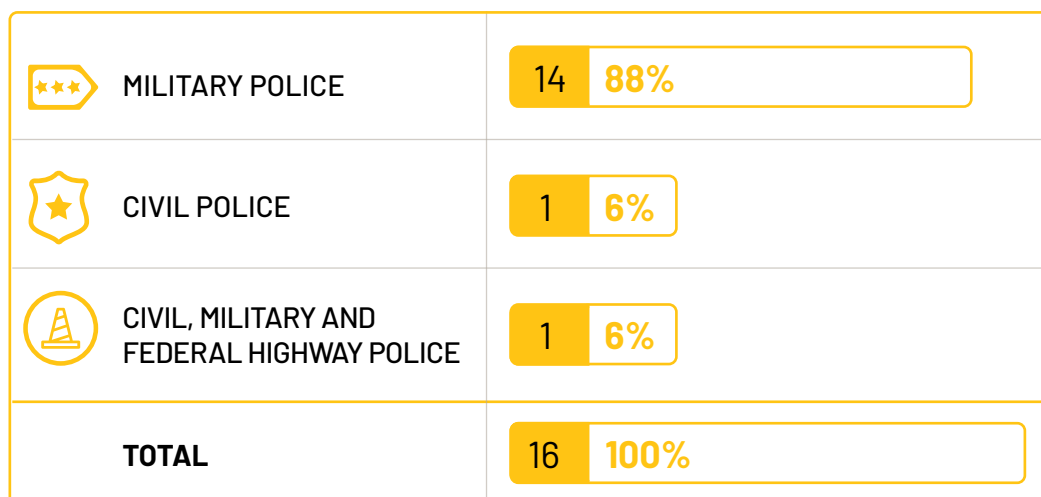 MILITARY POLICE
14 88%
CIVIL POLICE
1 6%
CIVIL, MILITARY AND
FEDERAL HIGHWAY POLICE
1 6%
TOTAL
16 100%